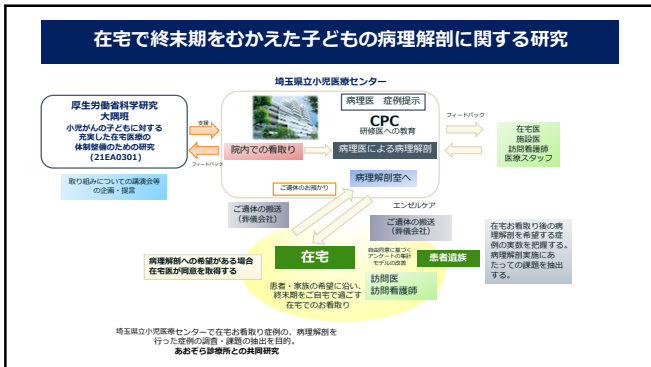 在宅で終末期をむかえた子どもの病理解剖に関する研究
埼玉県立小児医療センター
厚生労働省科学研究
大隅班
小児がんの子どもに対する
充実した在宅医療の
体制整備のための研究
(21EA0301)
支援
フィードバック
取り組みについての講演会等
の企画・提言
病理医 症例提示
CPC
研修医への教育
院内での看取り
病理医による病理解剖
病理解剖室へ
ご遺体のお預かり
フィードバック
在宅医
施設医
訪問看護師
医療スタッフ
エンゼルケア
ご遺体の搬送
(葬儀会社)
ご遺体の搬送
(葬儀会社)
在宅お看取り後の病
理解剖を希望する症
例の実数を把握する。
病理解剖実施にあ
たっての課題を抽出
する。
病理解剖への希望がある場合
在宅医が同意を取得する
在宅
自由同意に基づく
アンケートの集計
モデルの改善
患者遺族
患者・家族の希望に沿い、
終末期をご自宅で過ごす
在宅でのお看取り
訪問医
訪問看護師
埼玉県立小児医療センターで在宅お看取り症例の、病理解剖を
行った症例の調査・課題の抽出を目的。
あおぞら診療所との共同研究